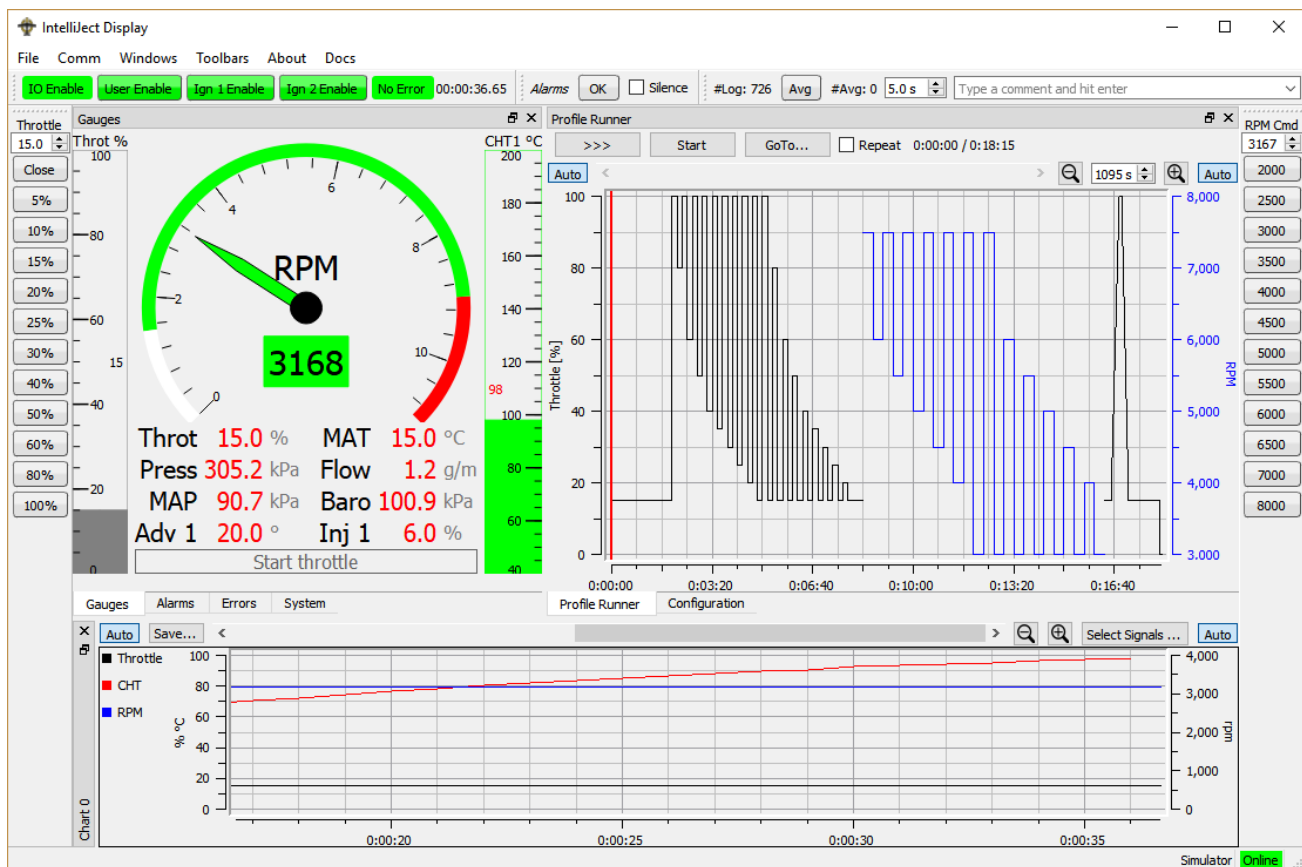 IntelliJect Display
File Comm Windows Toolbars About Docs
IO Enable User Enable Ign 1 Enable Ign 2 Enable No Error 00:00:36.65 Alarms OK Silence #Log: 726 Avg #Avg: 0 5.0 s Type a comment and hit enter
Throttle
15.0
Close
5%
10%
15%
20%
25%
30%
40%
50%
60%
80%
100%
Gauges
Throt %
100
80
60
15
40
20
0
0
2
4
6
8
10
RPM
3168
CHT1 ºC
200
180
160
140
120
98
100
80
60
40
Throt 15.0 % MAT 15.0 ºC
Press 305.2 kPa Flow 1.2 g/m
MAP 90.7 kPa Baro 100.9 kPa
Adv 1 20.0 º Inj 1 6.0 %
Start throttle
Gauges Alarms Errors System
Profile Runner
>>> Start GoTo... Repeat 0:00:00 / 0:18:15
Auto < > 1095 s Auto
Throttle [%]
100
80
60
40
20
0
8,000
7,000
6,000
5,000
4,000
3.000
RPM
0:00:00 0:03:20 0:06:40 0:10:00 0:13:20 0:16:40
Profile Runner Configuration
RPM Cmd
3167
2000
2500
3000
3500
4000
4500
5000
5500
6000
6500
7000
8000
Auto Save... < > Select Signals ... Auto
Chart 0
Throttle
CHT
RPM
% ºC
100
80
60
40
20
0
4,000
3,000
2,000
1,000
0
rpm
0:00:20 0:00:25 0:00:30 0:00:35
Simulator Online